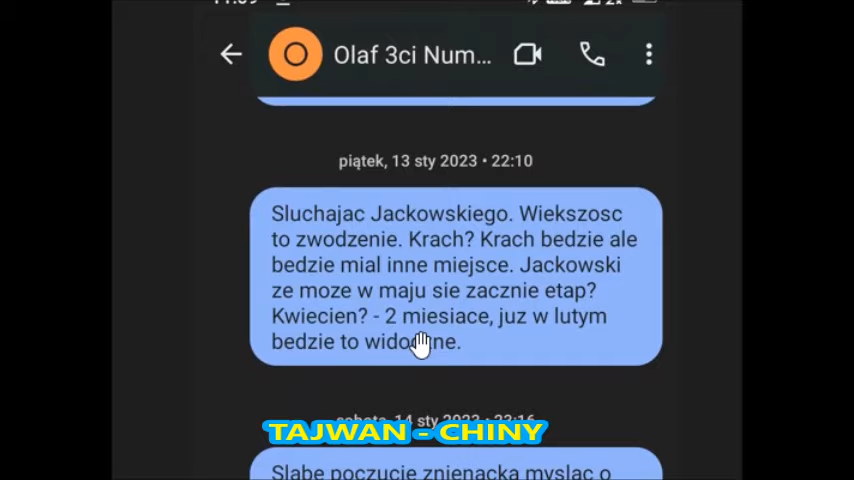 Olaf 3ci Num...
piątek, 13 sty 2023 • 22:10
Sluchajac Jackowskiego. Wiekszosc
to zwodzenie. Krach? Krach bedzie ale
bedzie mial inne miejsce. Jackowski
ze moze w maju sie zacznie etap?
Kwiecien? - 2 miesiace, juz w lutym
bedzie to widoczne.
sobota, 14 sty 2023 • 23:16
TAJWAN - CHINY
Slabe poczucie znienacka myslac o